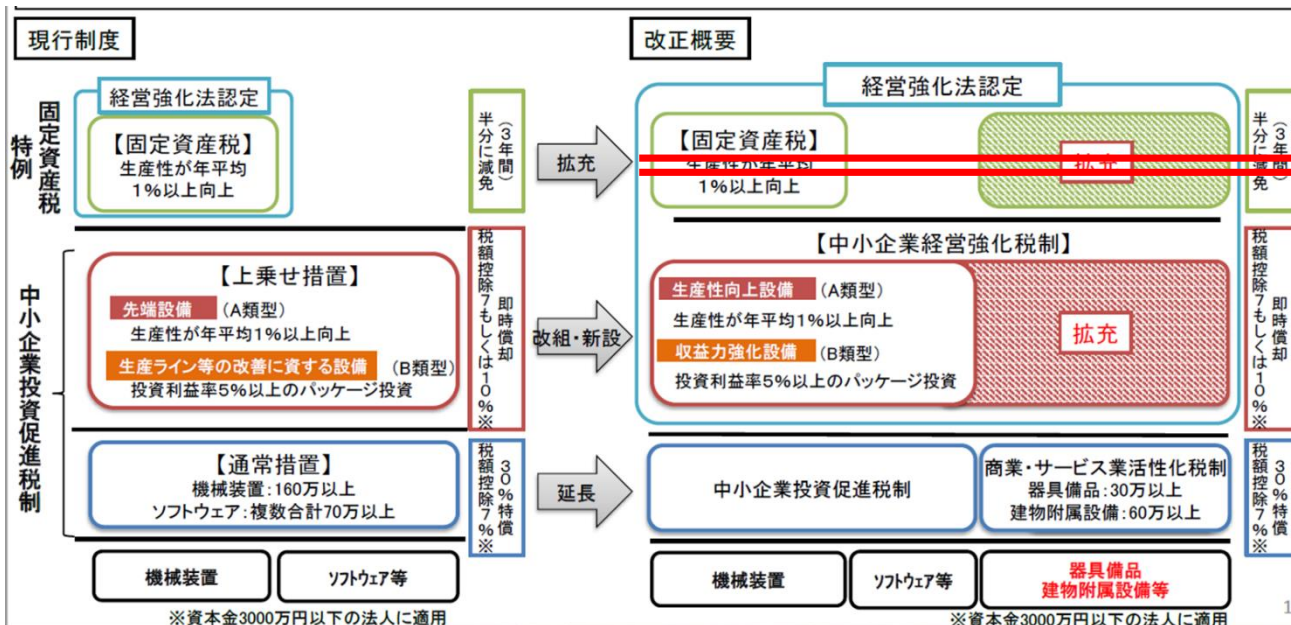 現行制度
改正概要
固定資産税
特例
経営強化法認定
【固定資産税】
生産性が年平均
1%以上向上
(3年間)
半分に減免
拡充
経営強化法認定
【固定資産税】
生産性が年平均
1%以上向上
拡充
(3年間)
半分に減免
中小企業投資促進税制
【上乗せ措置】
先端設備 (A類型)
生産性が年平均1%以上向上
生産ライン等の改善に資する設備 (B類型)
投資利益率5%以上のパッケージ投資
即時償却
税額控除7もしくは10%※
改組・新設
【中小企業経営強化税制】
生産性向上設備 (A類型)
生産性が年平均1%以上向上
収益力強化設備 (B類型)
投資利益率5%以上のパッケージ投資
拡充
即時償却
税額控除7もしくは10%※
【通常措置】
機械装置:160万以上
ソフトウェア:複数合計70万以上
30%特償
税額控除7%※
延長
中小企業投資促進税制
商業・サービス業活性化税制
器具備品:30万以上
建物附属設備:60万以上
30%特償
税額控除7%※
機械装置
ソフトウェア等
機械装置
ソフトウェア等
器具備品
建物附属設備等
※資本金3000万円以下の法人に適用
※資本金3000万円以下の法人に適用
1